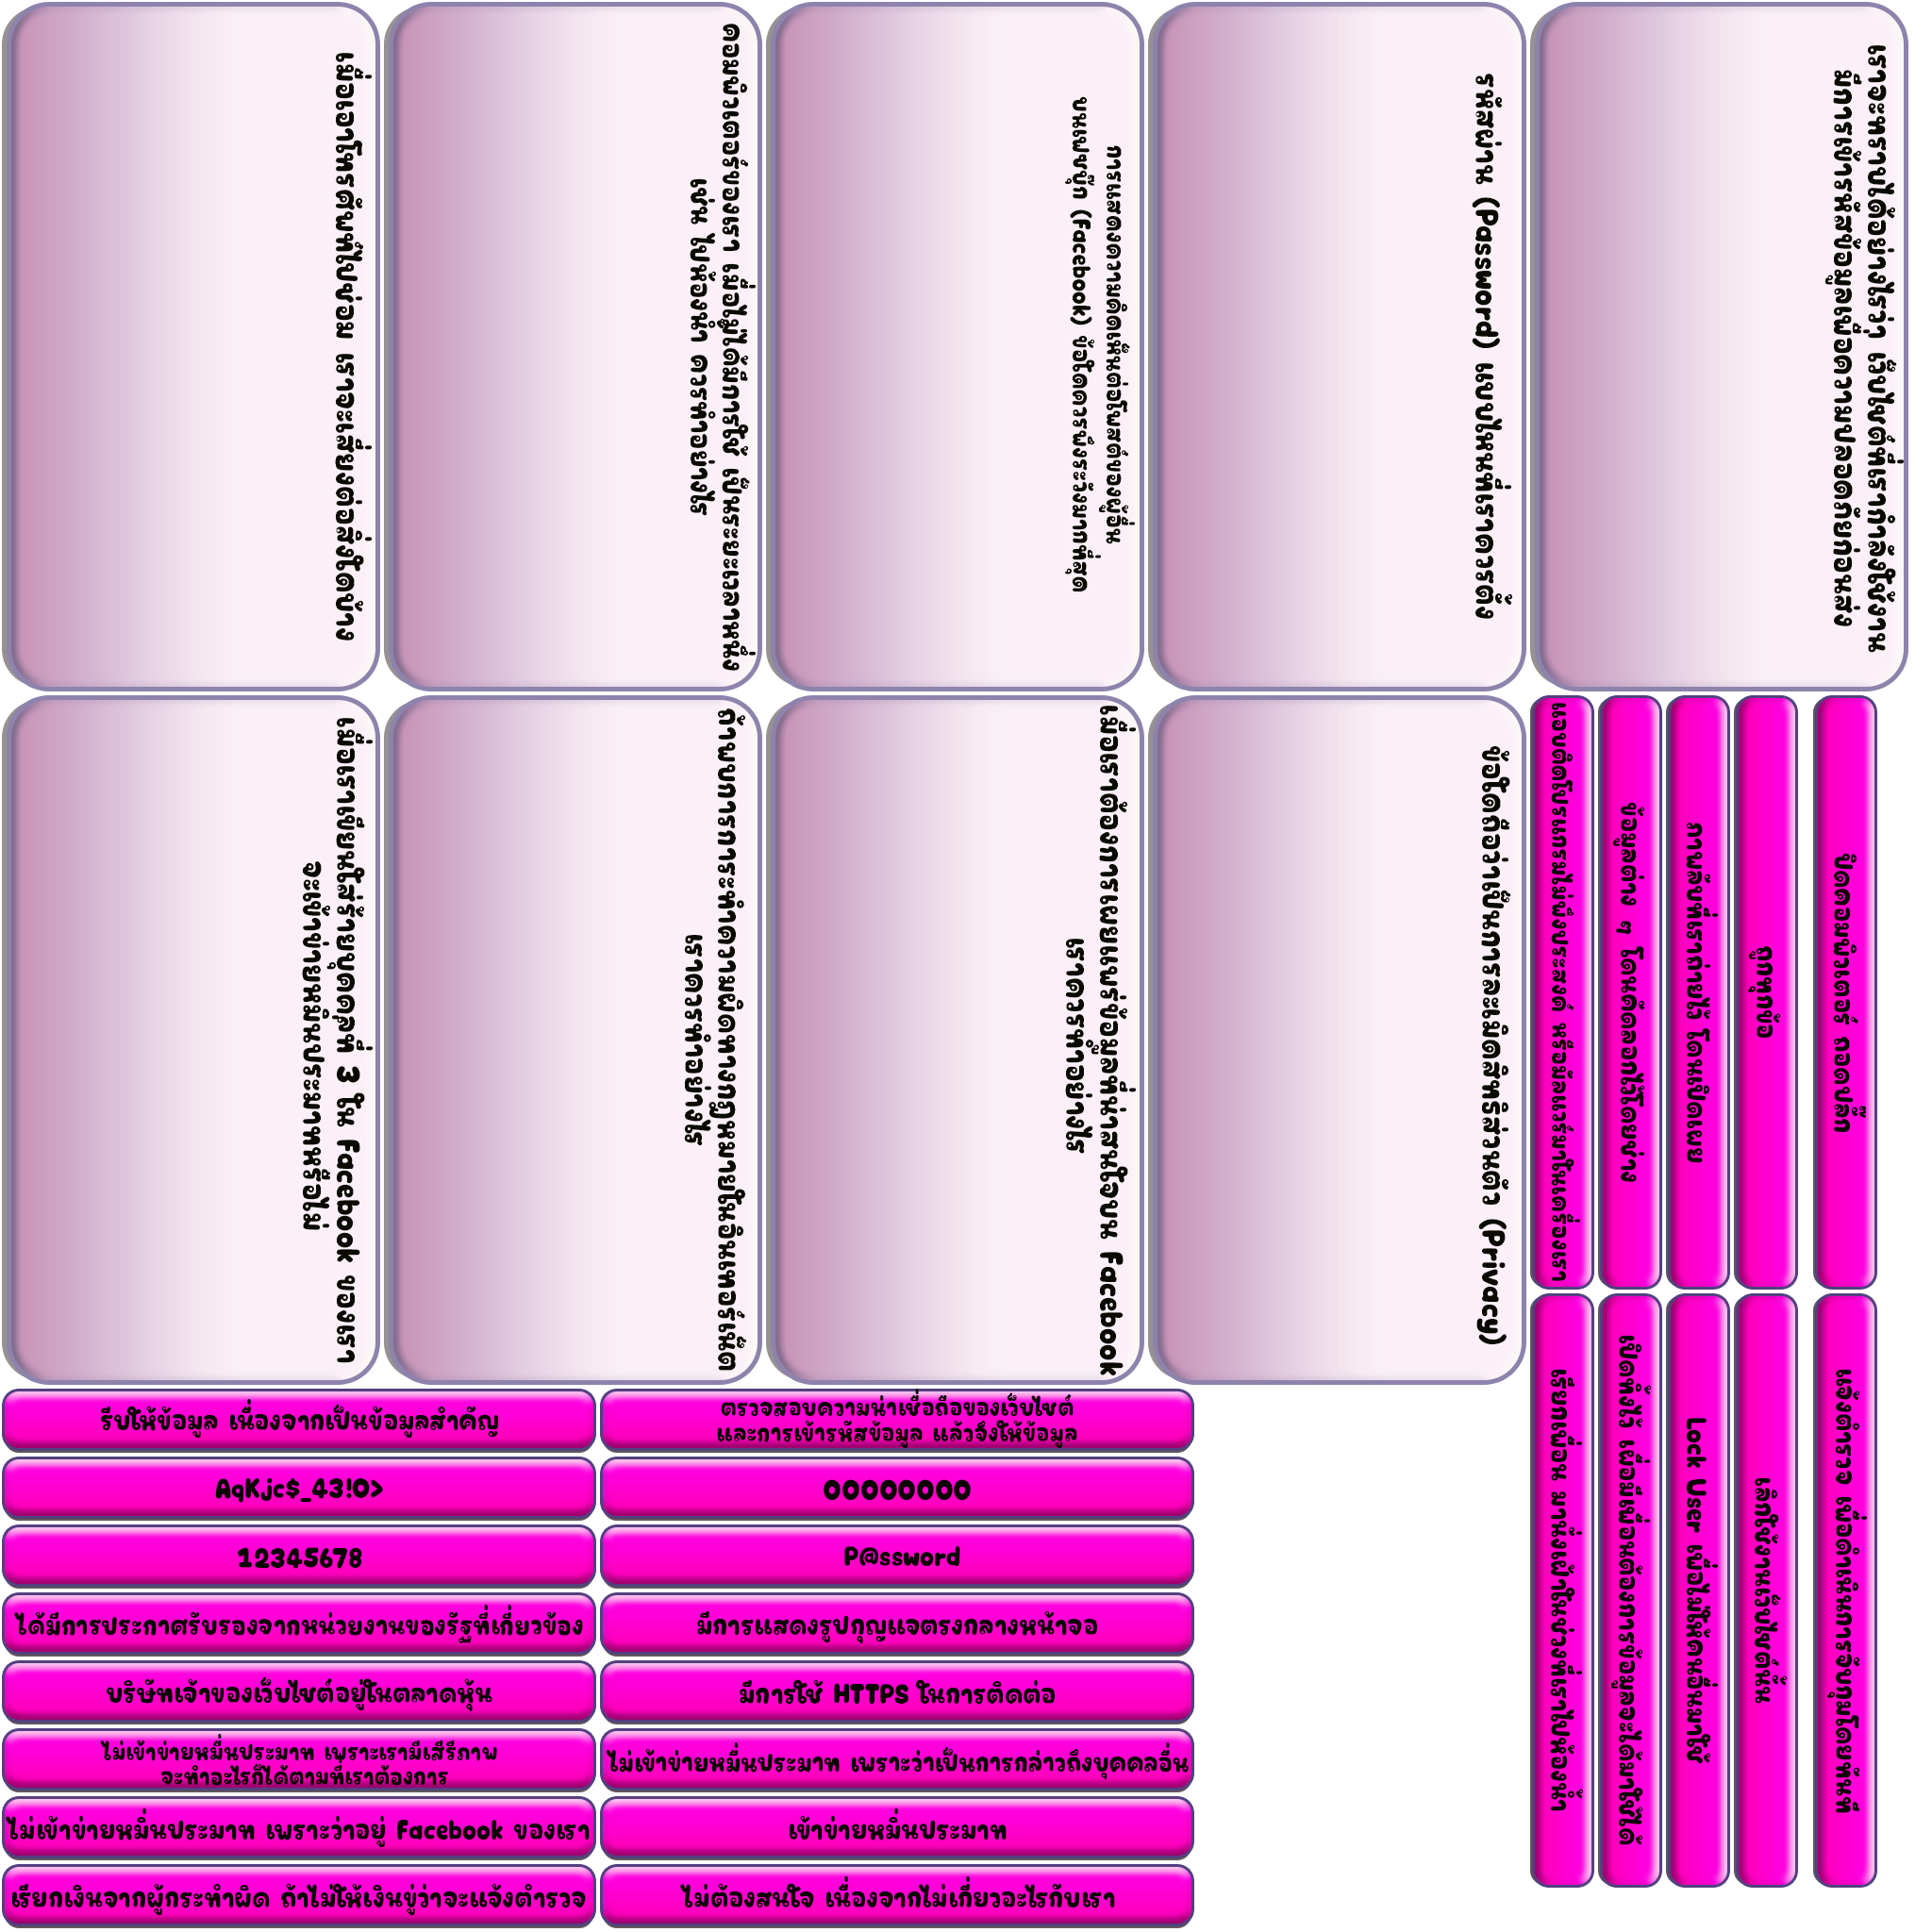 เมื่อเอาโทรศัพท์ไปซ่อม เราจะเสี่ยงต่อสิ่งใดบ้าง
คอมพิวเตอร์ของเรา เมื่อไม่ได้มีการใช้ เป็นระยะเวลาหนึ่ง
เช่น ไปห้องน้ำ ควรทำอย่างไร
การแสดงความคิดเห็นต่อโพสต์ของผู้อื่น
บนเฟซบุ๊ก (Facebook) ข้อใดควรพึงระวังมากที่สุด
รหัสผ่าน (Password) แบบไหนที่เราควรตั้ง
เราจะทราบได้อย่างไรว่า เว็บไซต์ที่เรากำลังใช้งาน
มีการเข้ารหัสข้อมูลเพื่อความปลอดภัยก่อนส่ง
เมื่อเราเขียนใส่ร้ายบุคคลที่ 3 ใน Facebook ของเรา
จะเข้าข่ายหมิ่นประมาทหรือไม่
ถ้าพบการกระทำความผิดทางกฎหมายในอินเทอร์เน็ต
เราควรทำอย่างไร
เมื่อเราต้องการเผยแพร่ข้อมูลที่น่าสนใจบน Facebook
เราควรทำอย่างไร
ข้อใดถือว่าเป็นการละเมิดสิทธิส่วนตัว (Privacy)
แอบติดโปรแกรมไม่พึงประสงค์ หรือมัลแวร์มาในเครื่องเรา
ข้อมูลต่าง ๆ โดนคัดลอกไว้โดยช่าง
ภาพลับที่เราถ่ายไว้ โดนเปิดเผย
ถูกทุกข้อ
ปิดคอมพิวเตอร์ ถอดปลั๊ก
เรียกเพื่อน มานั่งเฝ้าในช่วงที่เราไปห้องน้ำ
เปิดทิ้งไว้ เผื่อมีเพื่อนต้องการข้อมูลจะได้มาใช้ได้
Lock User เพื่อไม่ให้คนอื่นมาใช้
เลิกใช้งานเว็บไซต์นั้น
แจ้งตำรวจ เพื่อดำเนินการจับกุมโดยทันที
รีบให้ข้อมูล เนื่องจากเป็นข้อมูลสำคัญ
ตรวจสอบความน่าเชื่อถือของเว็บไซต์
และการเข้ารหัสข้อมูล แล้วจึงให้ข้อมูล
AqKjc$_43!0>
00000000
12345678
P@ssword
ได้มีการประกาศรับรองจากหน่วยงานของรัฐที่เกี่ยวข้อง
มีการแสดงรูปกุญแจตรงกลางหน้าจอ
บริษัทเจ้าของเว็บไซต์อยู่ในตลาดหุ้น
มีการใช้ HTTPS ในการติดต่อ
ไม่เข้าข่ายหมิ่นประมาท เพราะเรามีเสรีภาพ
จะทำอะไรก็ได้ตามที่เราต้องการ
ไม่เข้าข่ายหมิ่นประมาท เพราะว่าเป็นการกล่าวถึงบุคคลอื่น
ไม่เข้าข่ายหมิ่นประมาท เพราะว่าอยู่ Facebook ของเรา
เข้าข่ายหมิ่นประมาท
เรียกเงินจากผู้กระทำผิด ถ้าไม่ให้เงินขู่ว่าจะแจ้งตำรวจ
ไม่ต้องสนใจ เนื่องจากไม่เกี่ยวอะไรกับเรา